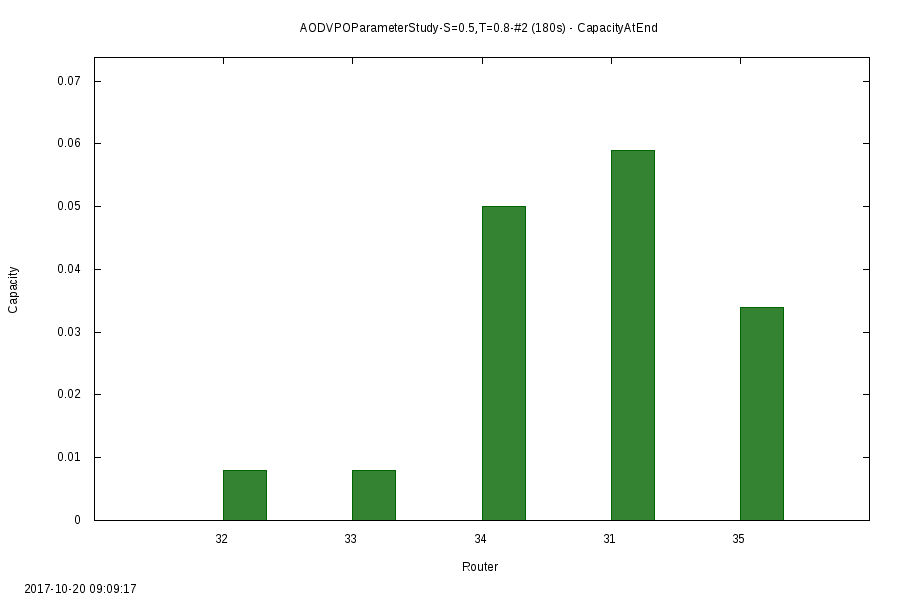 AODVPOParameterStudy-S=0.5,T=0.8-#2 (180s) - CapacityAtEnd
0.07
0.06
0.05
0.04
0.03
0.02
0.01
0
Capacity
32 33 34 31 35
Router
2017-10-20 09:09:17